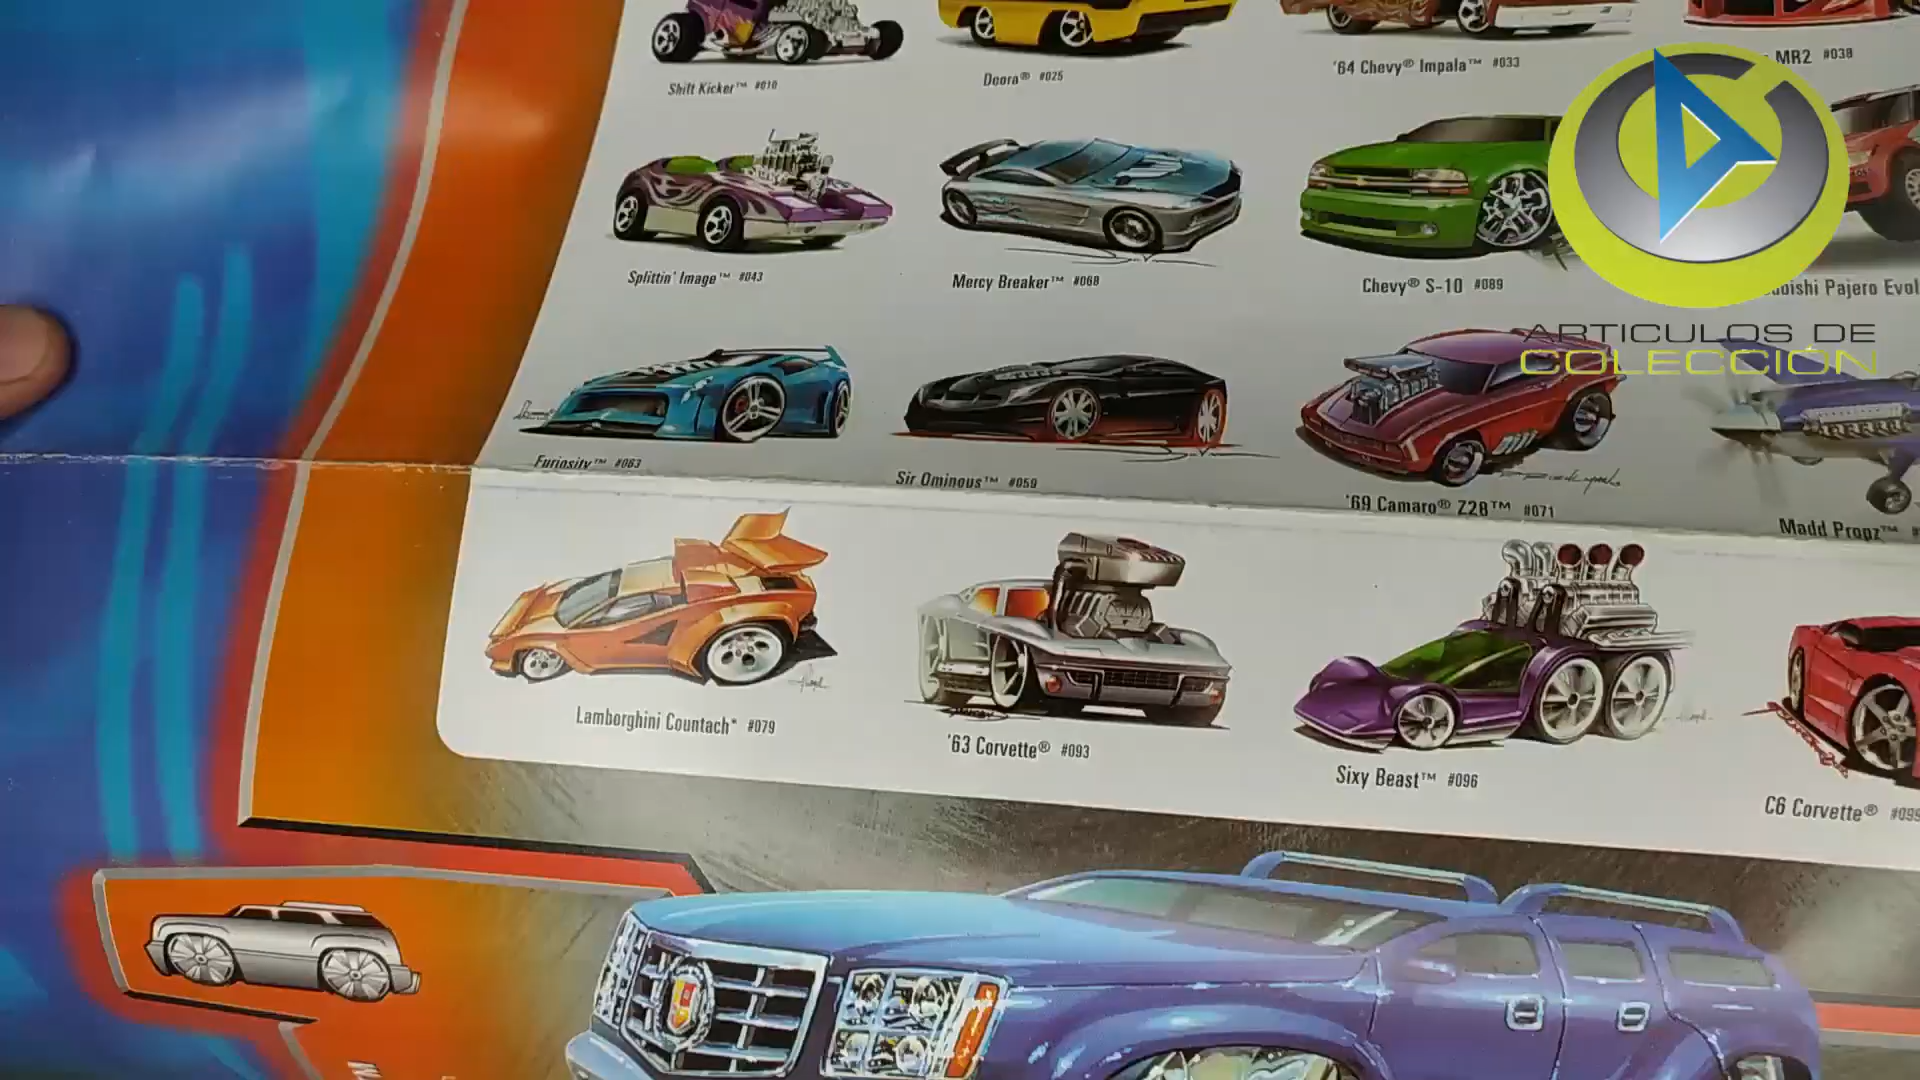 Shift Kicker™ #010
Deora® #025
'64 Chevy® Impala™ #033
MR2 #038
Splittin' Image™ #043
Mercy Breaker™ #068
Chevy® S-10 #089
Pajero Evol
ARTICULOS DE
COLECCIÓN
Furiosity™ #063
Sir Ominous™ #059
'69 Camaro® Z28™ #071
Madd Propz™
Lamborghini Countach* #079
'63 Corvette® #093
Sixy Beast™ #096
C6 Corvette® #099